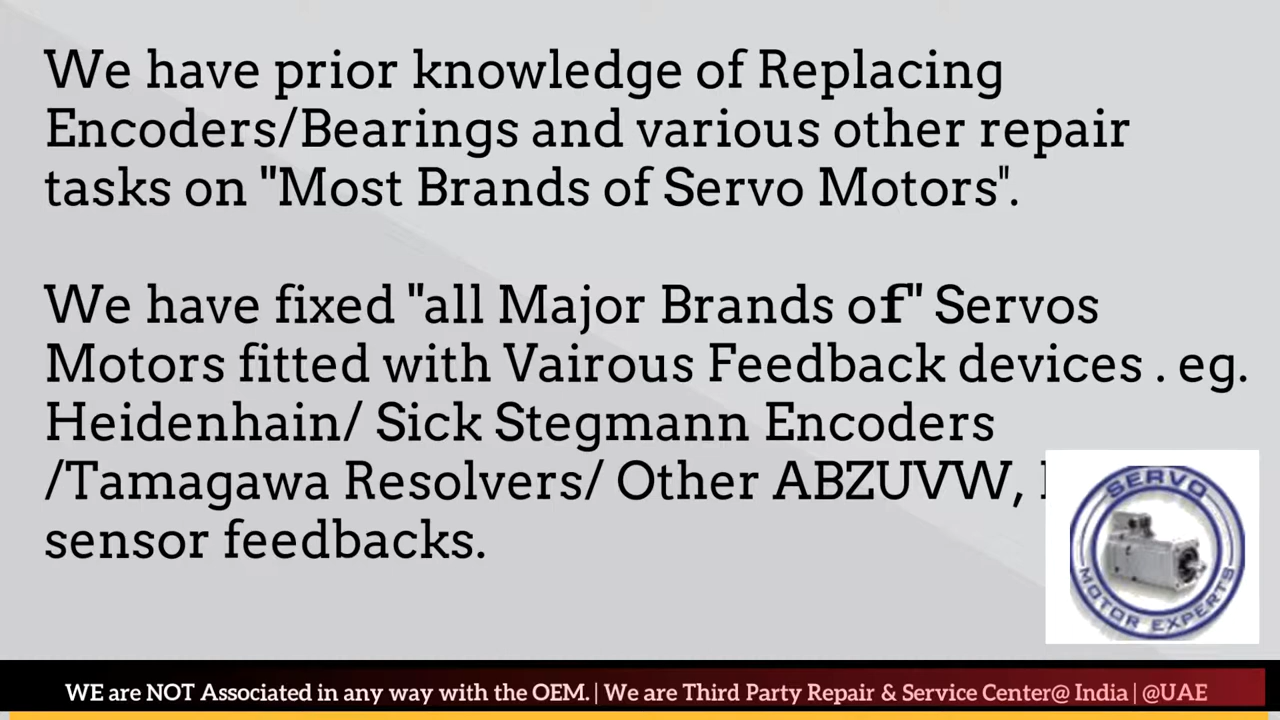 We have prior knowledge of Replacing
Encoders/Bearings and various other repair
tasks on "Most Brands of Servo Motors".
We have fixed "all Major Brands of" Servos
Motors fitted with Vairous Feedback devices . eg.
Heidenhain/ Sick Stegmann Encoders
/Tamagawa Resolvers/ Other ABZUVW,
sensor feedbacks.
SERVO
MOTOR EXPERTS
WE are NOT Associated in any way with the OEM. | We are Third Party Repair & Service Center@ India | @UAE